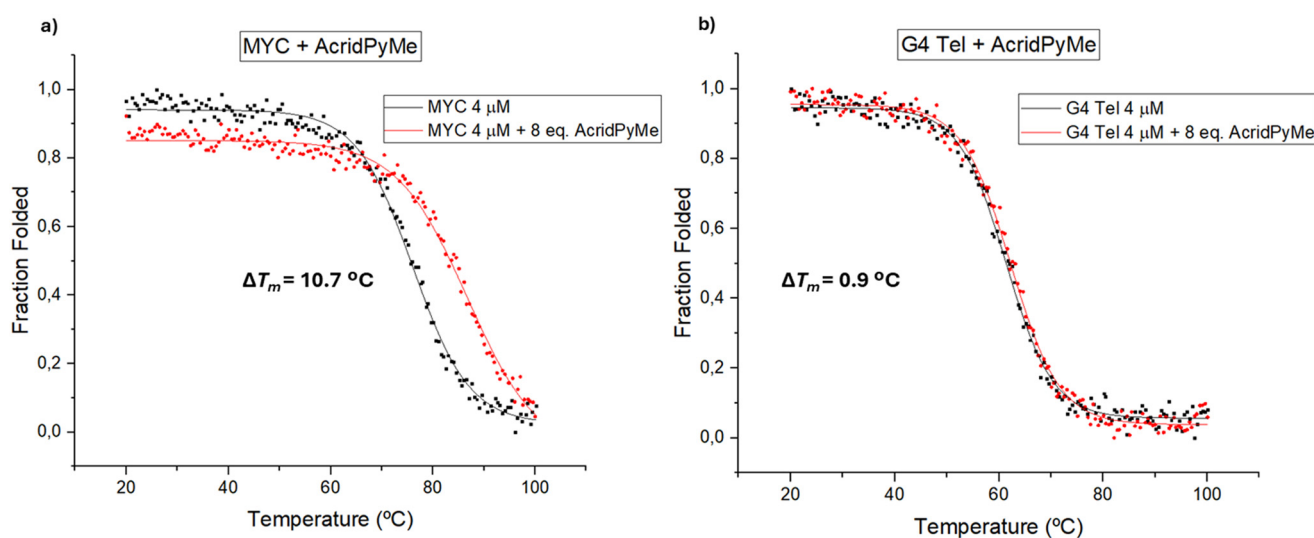 a)
MYC + AcridPyMe
MYC 4 μM
MYC 4 μM + 8 eq. AcridPyMe
1,0
0,8
0,6
0,4
0,2
0,0
Fraction Folded
ΔTm = 10.7 ºC
20
40
60
80
100
Temperature (ºC)
b)
G4 Tel + AcridPyMe
G4 Tel 4 μM
G4 Tel 4 μM + 8 eq. AcridPyMe
1,0
0,8
0,6
0,4
0,2
0,0
Fraction Folded
ΔTm = 0.9 ºC
20
40
60
80
100
Temperature (ºC)